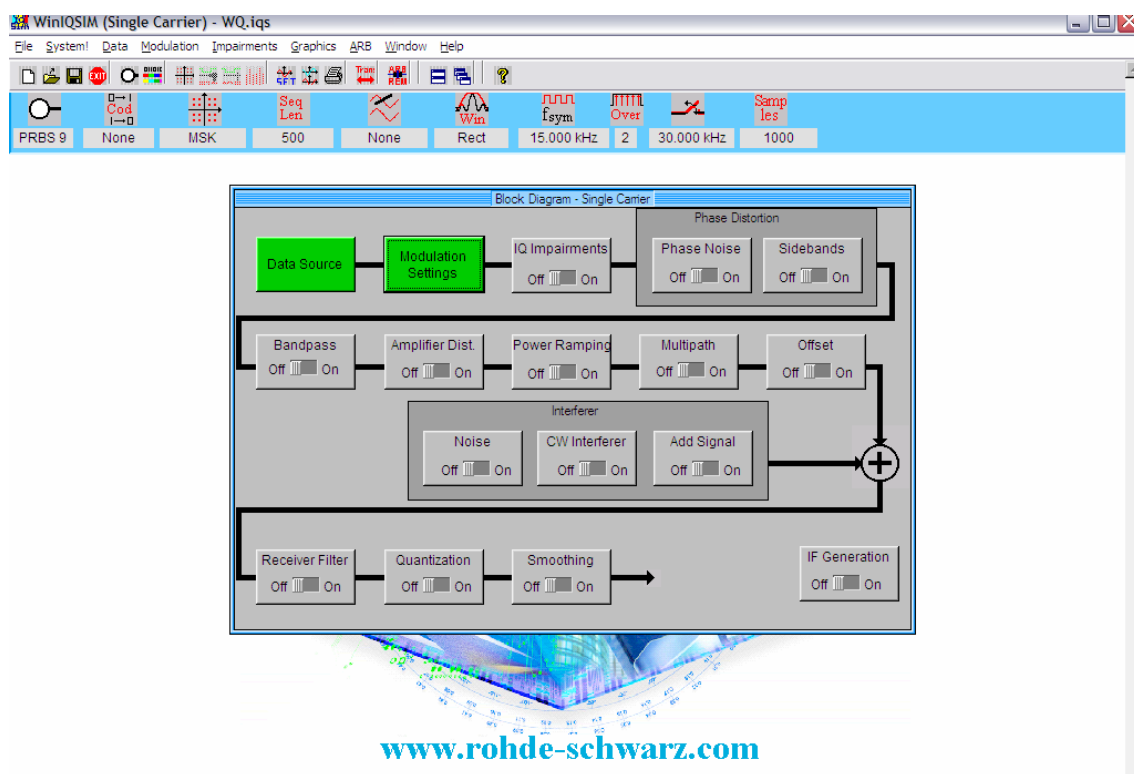 WinIQSIM (Single Carrier) - WQ.iqs
File System! Data Modulation Impairments Graphics ARB Window Help
EXIT SET Trans ARB REM ?
Cod Seq Len Win fsym Over Samp les
PRBS 9 None MSK 500 None Rect 15.000 kHz 2 30.000 kHz 1000
Block Diagram - Single Carrier
Phase Distortion
Data Source Modulation Settings IQ Impairments Off On Phase Noise Off On Sidebands Off On
Bandpass Off On Amplifier Dist. Off On Power Ramping Off On Multipath Off On Offset Off On
Interferer
Noise Off On CW Interferer Off On Add Signal Off On
Receiver Filter Off On Quantization Off On Smoothing Off On IF Generation Off On
www.rohde-schwarz.com